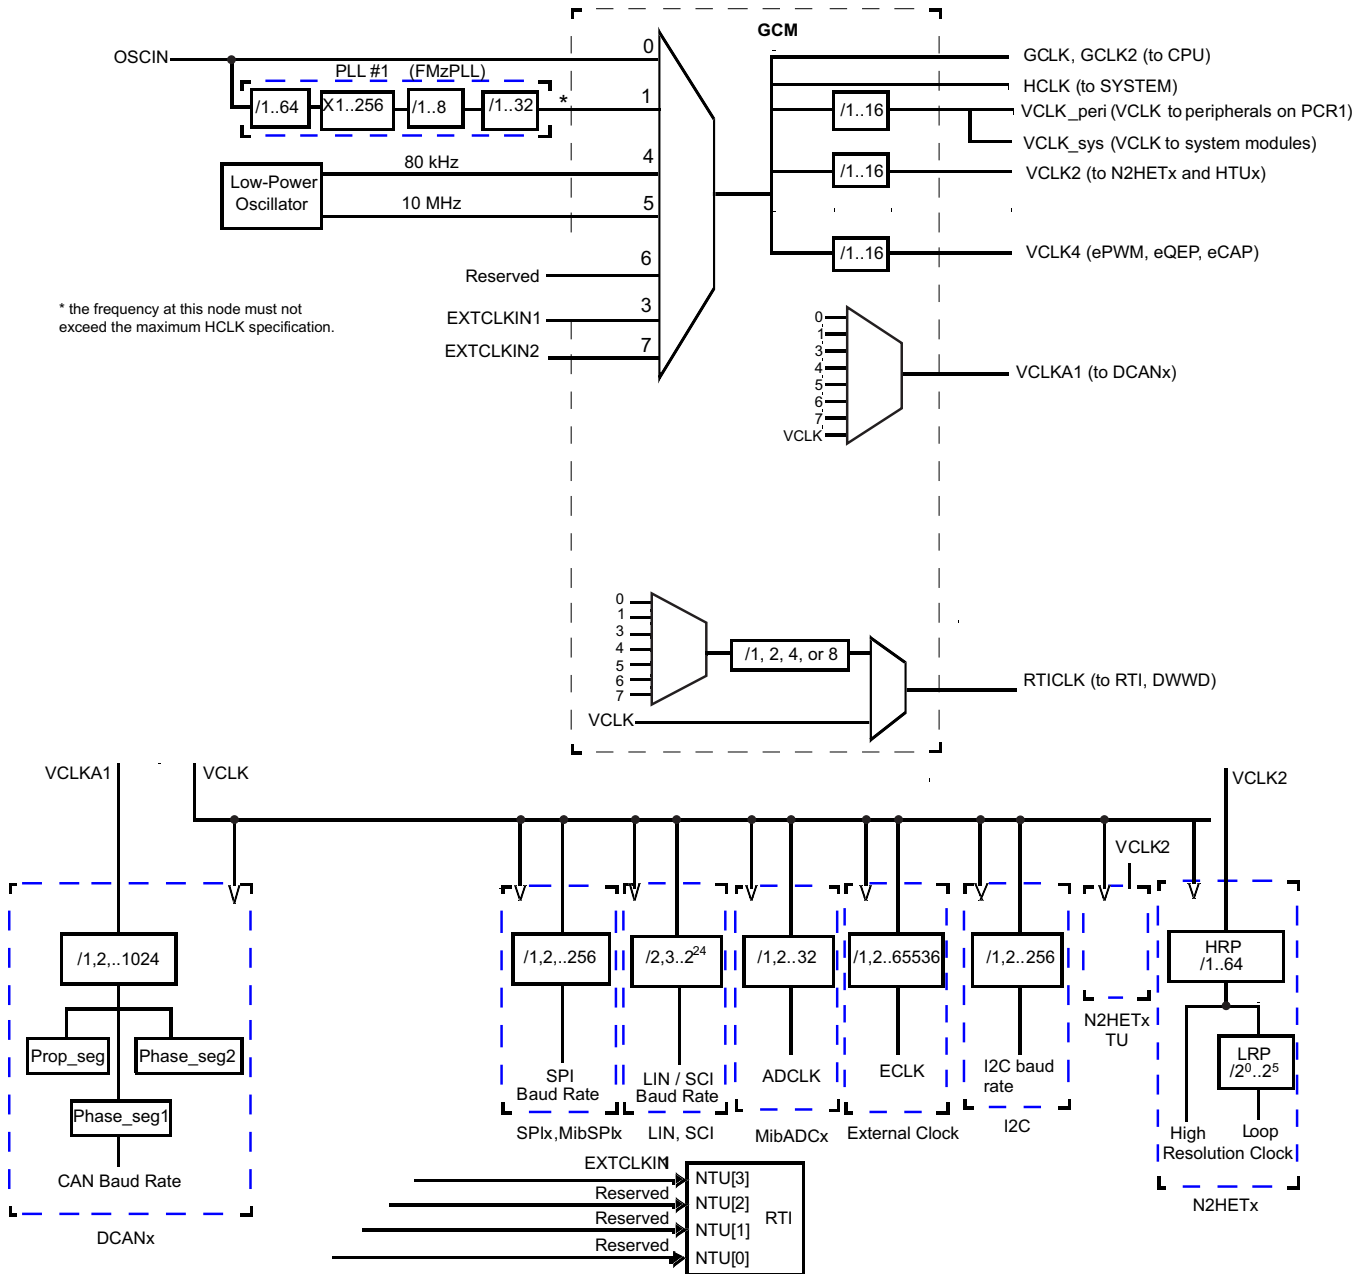 GCM
OSCIN
PLL #1 (FMzPLL)
/1..64
X1..256
/1..8
/1..32
*
0
1
4
5
6
3
7
80 kHz
10 MHz
Low-Power
Oscillator
Reserved
EXTCLKIN1
EXTCLKIN2
* the frequency at this node must not
exceed the maximum HCLK specification.
GCLK, GCLK2 (to CPU)
HCLK (to SYSTEM)
/1..16
VCLK_peri (VCLK to peripherals on PCR1)
VCLK_sys (VCLK to system modules)
/1..16
VCLK2 (to N2HETx and HTUx)
/1..16
VCLK4 (ePWM, eQEP, eCAP)
0
1
3
4
5
6
7
VCLK
VCLKA1 (to DCANx)
0
1
3
4
5
6
7
/1, 2, 4, or 8
VCLK
RTICLK (to RTI, DWWD)
VCLKA1
VCLK
VCLK2
VCLK2
/1,2,..1024
Prop_seg
Phase_seg2
Phase_seg1
CAN Baud Rate
DCANx
/1,2,..256
SPI
Baud Rate
SPIx,MibSPIx
/2,3..2²⁴
LIN / SCI
Baud Rate
LIN, SCI
/1,2..32
ADCLK
MibADCx
/1,2..65536
ECLK
External Clock
/1,2..256
I2C baud
rate
I2C
N2HETx
TU
HRP
/1..64
LRP
/2⁰..2⁵
High
Resolution Clock
Loop
N2HETx
EXTCLKIN1
Reserved
Reserved
Reserved
NTU[3]
NTU[2]
NTU[1]
NTU[0]
RTI